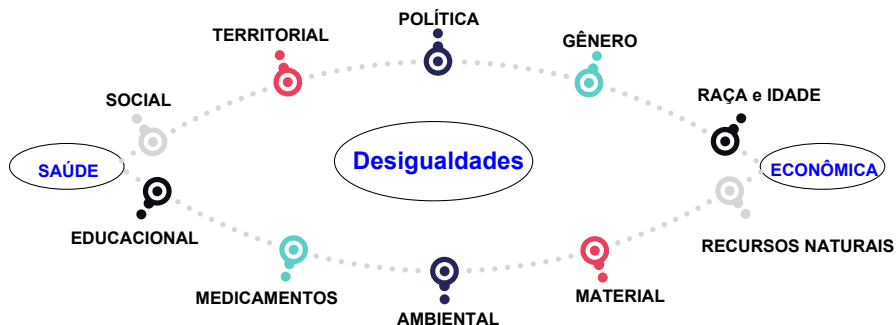 POLÍTICA
TERRITORIAL
GÊNERO
SOCIAL
RAÇA e IDADE
SAÚDE
Desigualdades
ECONÔMICA
EDUCACIONAL
RECURSOS NATURAIS
MEDICAMENTOS
MATERIAL
AMBIENTAL